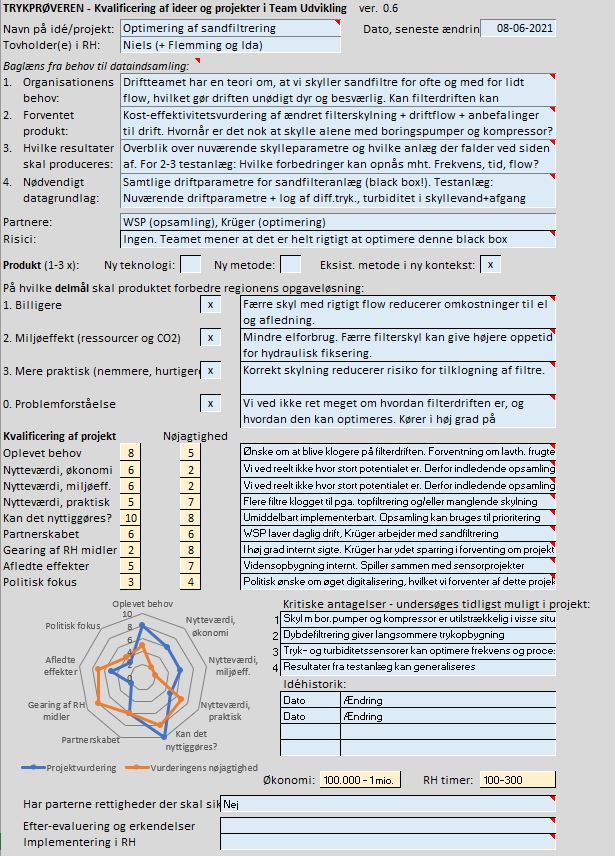 TRYKPRØVEREN - Kvalificering af ideer og projekter i Team Udvikling ver. 0.6
Navn på idé/projekt: Optimering af sandfiltrering Dato, seneste ændrin 08-06-2021
Tovholder(e) i RH: Niels (+ Flemming og Ida)
Baglæns fra behov til dataindsamling:
1. Organisationens behov: Driftteamet har en teori om, at vi skyller sandfiltre for ofte og med for lidt
flow, hvilket gør driften unødigt dyr og besværlig. Kan filterdriften kan
2. Forventet produkt: Kost-effektivitetsvurdering af ændret filterskylning + driftflow + anbefalinger
til drift. Hvornår er det nok at skylle alene med boringspumper og kompressor?
3. Hvilke resultater skal produceres: Overblik over nuværende skylleparametre og hvilke anlæg der falder ved siden
af. For 2-3 testanlæg: Hvilke forbedringer kan opnås mht. Frekvens, tid, flow?
4. Nødvendigt datagrundlag: Samtlige driftparametre for sandfilteranlæg (black box!). Testanlæg:
Nuværende driftparametre + log af diff.tryk., turbiditet i skyllevand+afgang
Partnere: WSP (opsamling), Krüger (optimering)
Risici: Ingen. Teamet mener at det er helt rigtigt at optimere denne black box
Produkt (1-3 x): Ny teknologi: Ny metode: Eksist. metode i ny kontekst: x
På hvilke delmål skal produktet forbedre regionens opgaveløsning:
1. Billigere x Færre skyl med rigtigt flow reducerer omkostninger til el
og afledning.
2. Miljøeffekt (ressourcer og CO2) x Mindre elforbrug. Færre filterskyl kan give højere oppetid
for hydraulisk fiksering.
3. Mere praktisk (nemmere, hurtiger x Korrekt skylning reducerer risiko for tilklogning af filtre.
0. Problemforståelse x Vi ved ikke ret meget om hvordan filterdriften er, og
hvordan den kan optimeres. Kører i høj grad på
Kvalificering af projekt Nøjagtighed
Oplevet behov 8 5 Ønske om at blive klogere på filterdriften. Forventning om lavth. frugte
Nytteværdi, økonomi 6 2 Vi ved reelt ikke hvor stort potentialet er. Derfor indledende opsamling
Nytteværdi, miljøeff. 6 2 Vi ved reelt ikke hvor stort potentialet er. Derfor indledende opsamling
Nytteværdi, praktisk 5 7 Flere filtre klogget til pga. topfiltrering og/eller manglende skylning
Kan det nyttiggøres? 10 8 Umiddelbart implementerbart. Opsamling kan bruges til prioritering
Partnerskabet 6 6 WSP laver daglig drift, Krüger arbejder med sandfiltrering
Gearing af RH midler 2 8 I høj grad internt sigte. Krüger har ydet sparring i forventing om projekt
Afledte effekter 5 7 Vidensopbygning internt. Spiller sammen med sensorprojekter
Politisk fokus 3 4 Politisk ønske om øget digitalisering, hvilket vi forventer af dette projek
Oplevet behov
10
8
6
4
2
0
Nytteværdi, økonomi
Nytteværdi, miljøeff.
Nytteværdi, praktisk
Kan det nyttiggøres?
Partnerskabet
Gearing af RH midler
Afledte effekter
Politisk fokus
Projektvurdering Vurderingens nøjagtighed
Kritiske antagelser - undersøges tidligst muligt i projekt:
1 Skyl m bor.pumper og kompressor er utilstrækkelig i visse situ
2 Dybdefiltrering giver langsommere trykopbygning
3 Tryk- og turbiditetssensorer kan optimere frekvens og proce
4 Resultater fra testanlæg kan generaliseres
Idéhistorik:
Dato Ændring
Dato Ændring
Økonomi: 100.000 - 1 mio. RH timer: 100-300
Har parterne rettigheder der skal sik Nej
Efter-evaluering og erkendelser
Implementering i RH